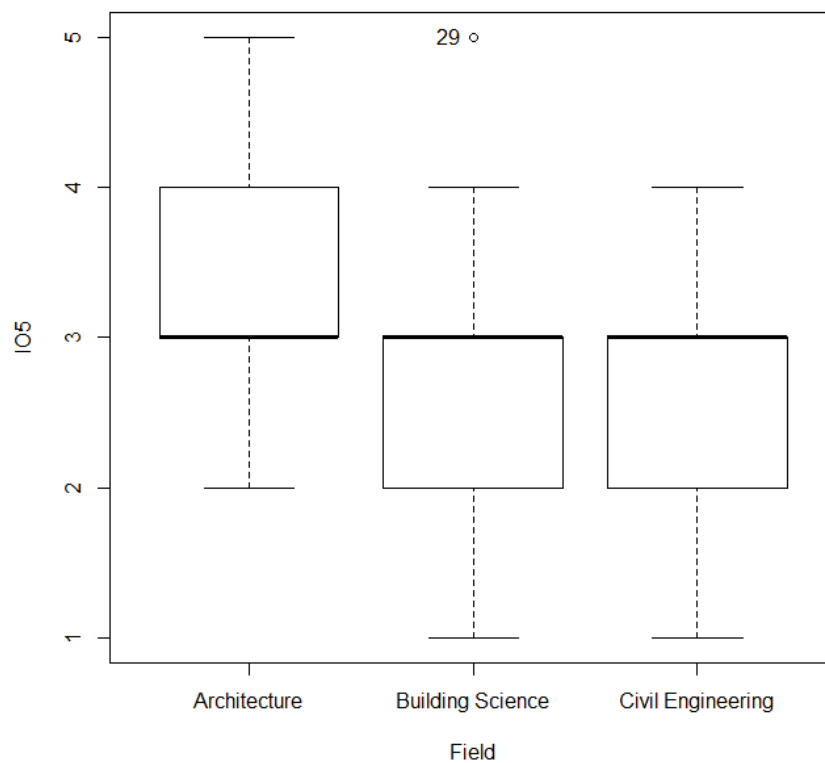 5
29
4
3
IO5
2
1
Architecture
Building Science
Civil Engineering
Field